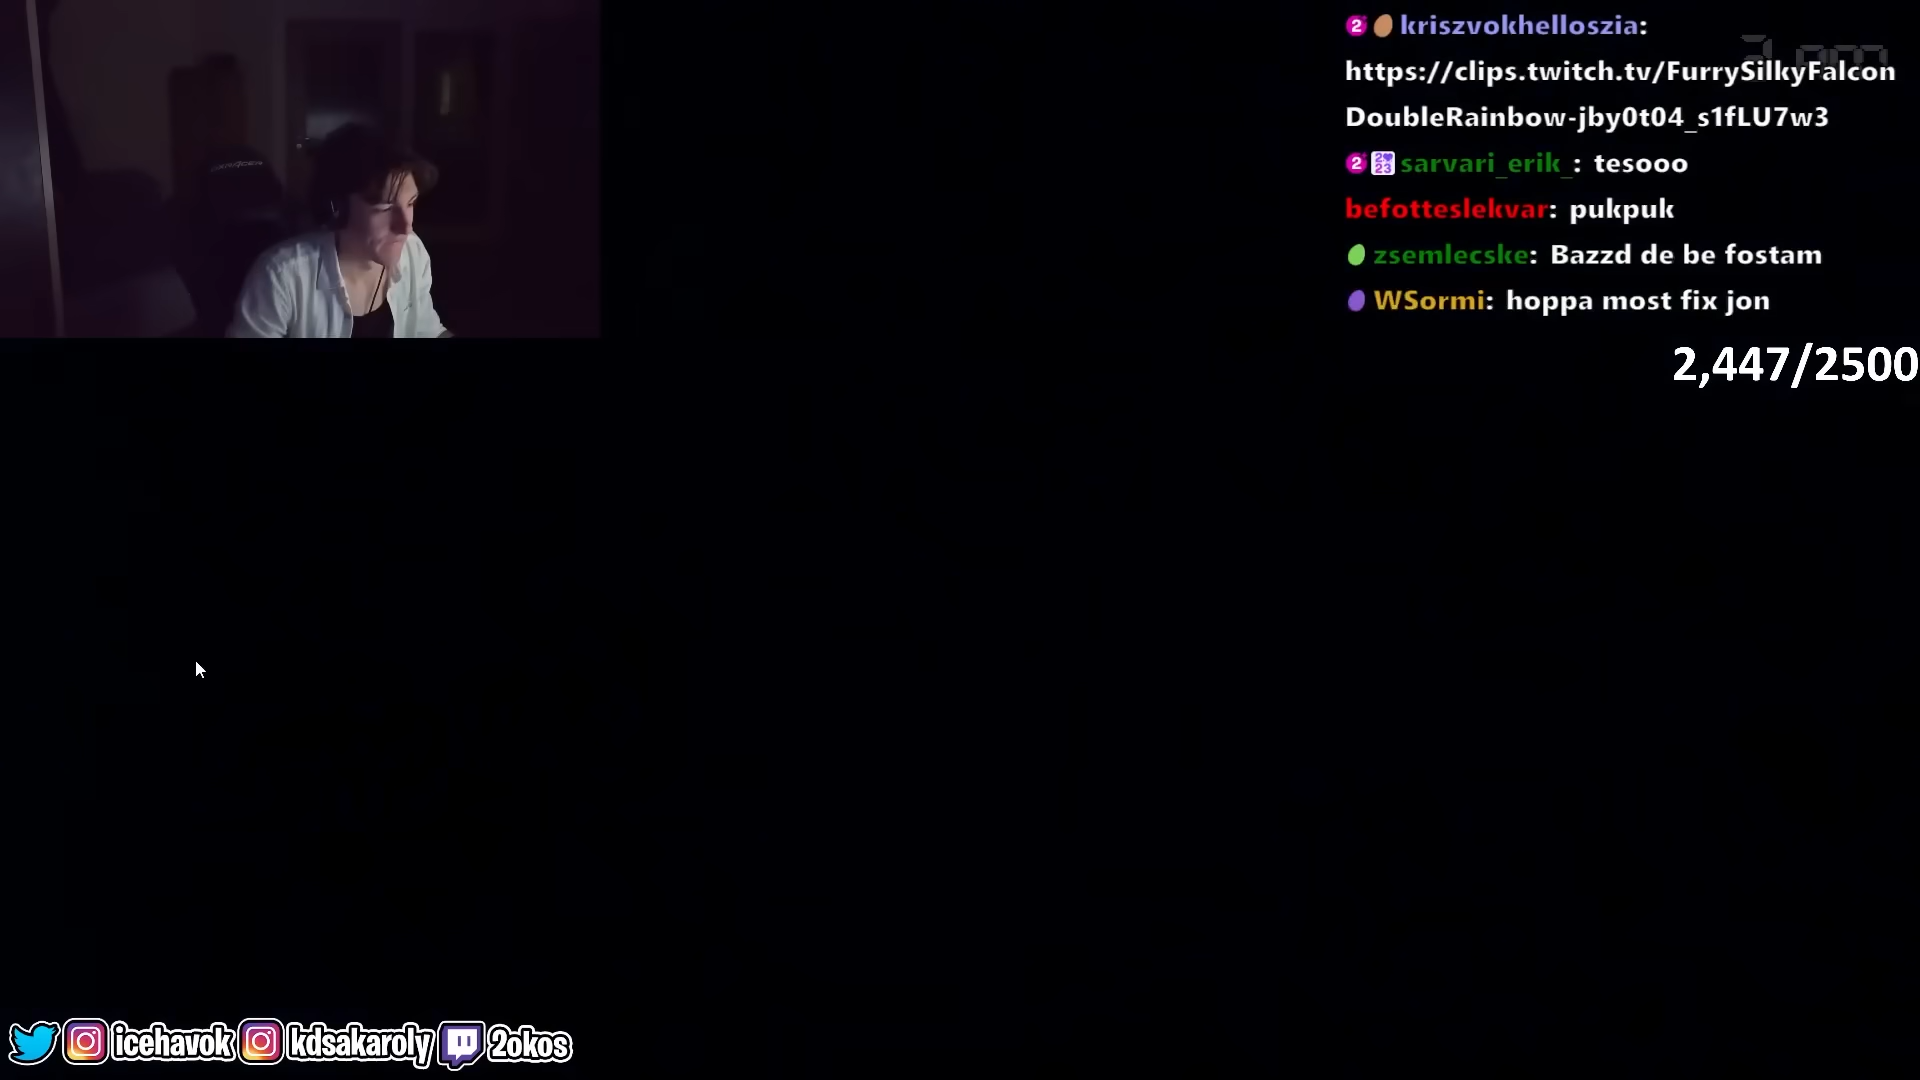 kriszvokhelloszia:
https://clips.twitch.tv/FurrySilkyFalcon
DoubleRainbow-jby0t04_s1fLU7w3
sarvari_erik_: tesooo
befotteslekvar: pukpuk
zsemlecske: Bazzd de be fostam
WSormi: hoppa most fix jon
2,447/2500
icehavok kdsakaroly 2okos